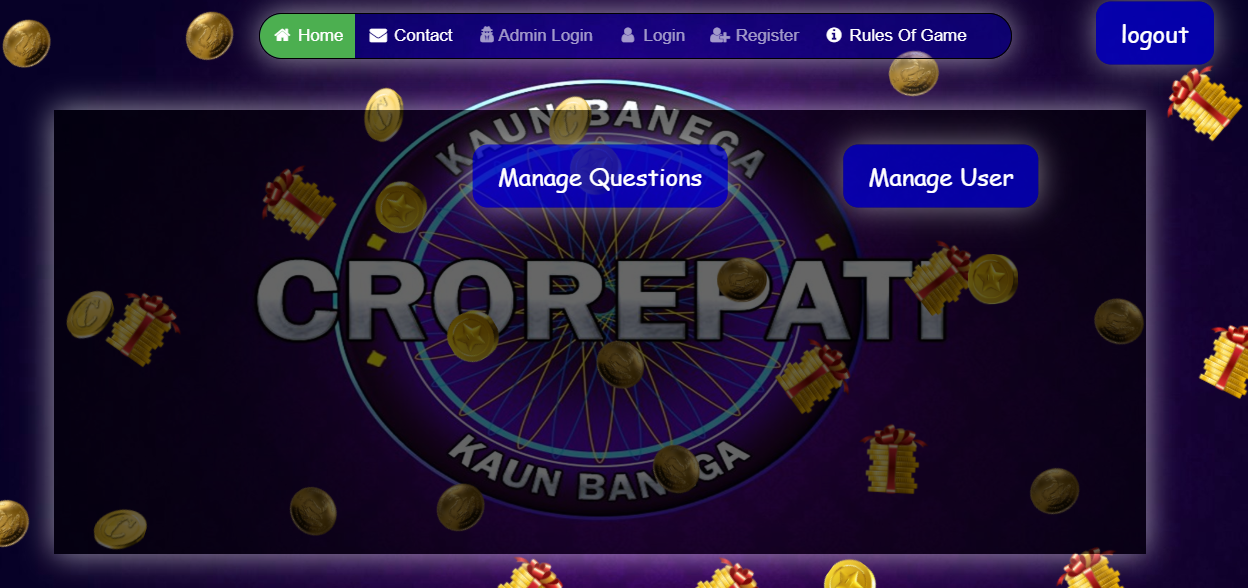 Home Contact Admin Login Login Register Rules Of Game
logout
KAUN BANEGA
Manage Questions Manage User
CROREPATI
KAUN BANEGA